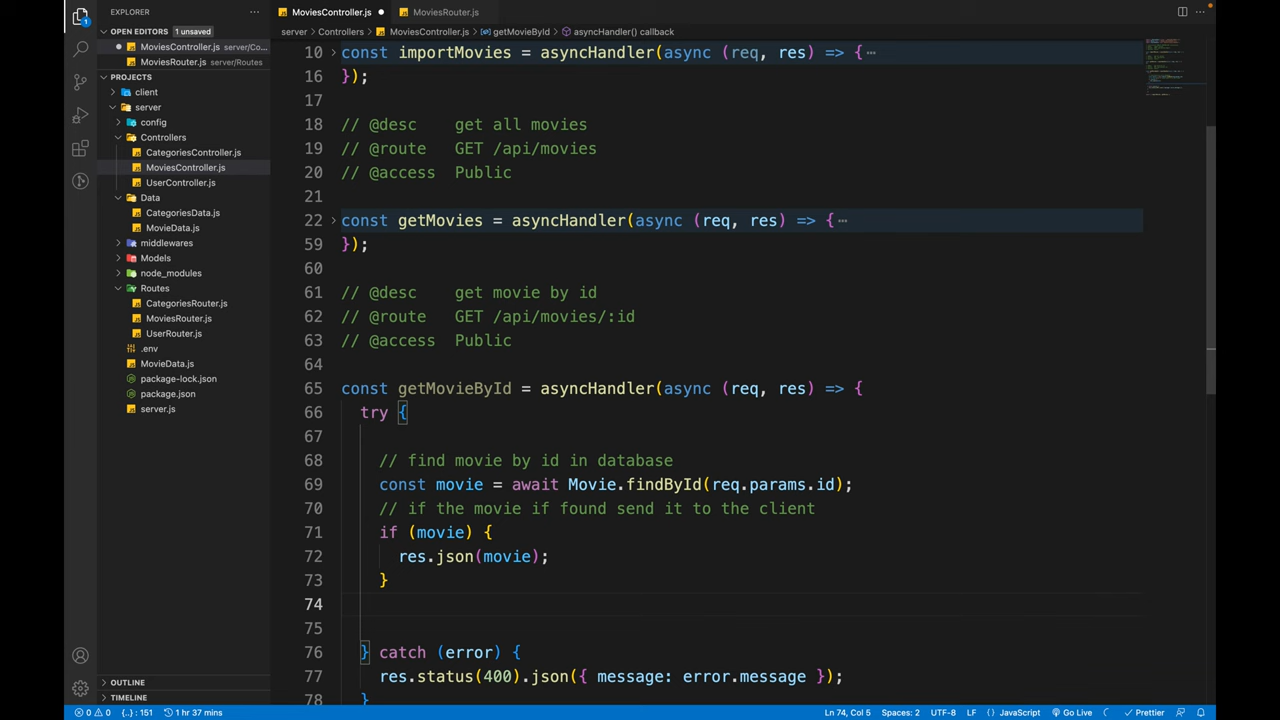 EXPLORER
MoviesController.js
MoviesRouter.js
OPEN EDITORS 1 unsaved
server Controllers MoviesController.js getMovieById asyncHandler() callback
MoviesController.js server/Co...
MoviesRouter.js server/Routes
PROJECTS
client
server
config
Controllers
CategoriesController.js
MoviesController.js
UserController.js
Data
CategoriesData.js
MovieData.js
middlewares
Models
node_modules
Routes
CategoriesRouter.js
MoviesRouter.js
UserRouter.js
.env
MovieData.js
package-lock.json
package.json
server.js
OUTLINE
TIMELINE
10 const importMovies = asyncHandler(async (req, res) => {⋯
16 });
17
18 // @desc get all movies
19 // @route GET /api/movies
20 // @access Public
21
22 const getMovies = asyncHandler(async (req, res) => {⋯
59 });
60
61 // @desc get movie by id
62 // @route GET /api/movies/:id
63 // @access Public
64
65 const getMovieById = asyncHandler(async (req, res) => {
66 try {
67
68 // find movie by id in database
69 const movie = await Movie.findById(req.params.id);
70 // if the movie if found send it to the client
71 if (movie) {
72 res.json(movie);
73 }
74
75
76 } catch (error) {
77 res.status(400).json({ message: error.message });
78 }
0 0 {..} : 151 1 hr 37 mins Ln 74, Col 5 Spaces: 2 UTF-8 LF {} JavaScript Go Live Prettier